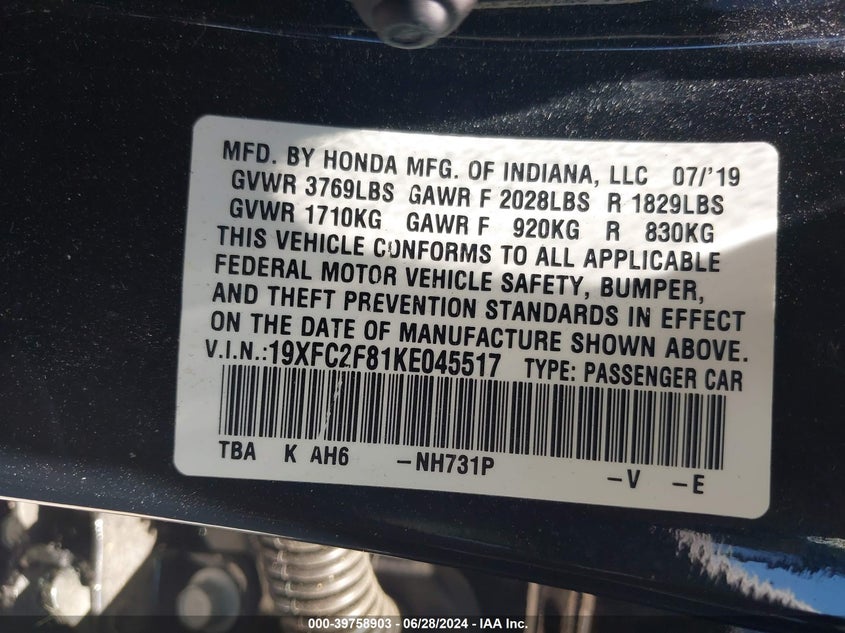 MFD. BY HONDA MFG. OF INDIANA, LLC 07/'19
GVWR 3769LBS GAWR F 2028LBS R 1829LBS
GVWR 1710KG GAWR F 920KG R 830KG
THIS VEHICLE CONFORMS TO ALL APPLICABLE
FEDERAL MOTOR VEHICLE SAFETY, BUMPER,
AND THEFT PREVENTION STANDARDS IN EFFECT
ON THE DATE OF MANUFACTURE SHOWN ABOVE.
V.I.N.:19XFC2F81KE045517 TYPE: PASSENGER CAR
TBA K AH6 -NH731P -V -E
000-39758903 - 06/28/2024 - IAA Inc.